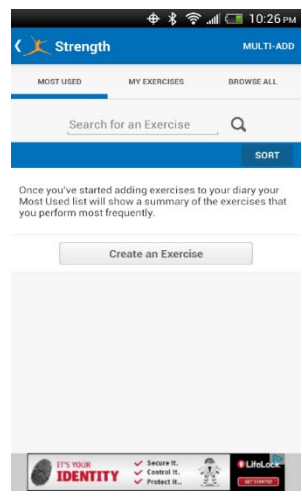 10:26 PM
Strength
MULTI-ADD
MOST USED
MY EXERCISES
BROWSE ALL
Search for an Exercise
SORT
Once you've started adding exercises to your diary your
Most Used list will show a summary of the exercises that
you perform most frequently.
Create an Exercise
IT'S YOUR
IDENTITY
Secure it.
Control it.
Protect it...
LifeLock
GET STARTED